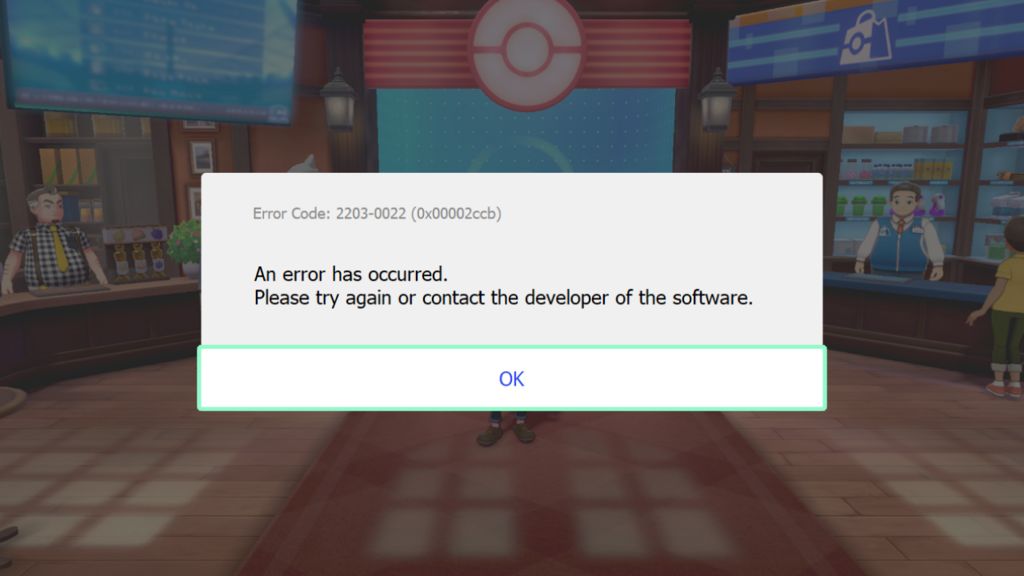 Error Code: 2203-0022 (0x00002ccb)
An error has occurred.
Please try again or contact the developer of the software.
OK